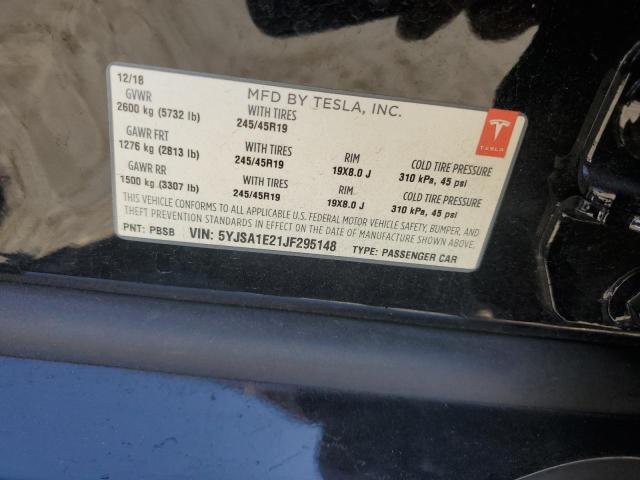 12/18
MFD BY TESLA, INC.
GVWR
2600 kg (5732 lb)
WITH TIRES
245/45R19
GAWR FRT
1276 kg (2813 lb)
WITH TIRES
245/45R19
RIM
19X8.0 J
COLD TIRE PRESSURE
310 kPa, 45 psi
GAWR RR
1500 kg (3307 lb)
WITH TIRES
245/45R19
RIM
19X8.0 J
COLD TIRE PRESSURE
310 kPa, 45 psi
THIS VEHICLE CONFORMS TO ALL APPLICABLE U.S. FEDERAL MOTOR VEHICLE SAFETY, BUMPER, AND
THEFT PREVENTION STANDARDS IN EFFECT ON THE DATE OF MANUFACTURE SHOWN ABOVE.
PNT: PBSB VIN: 5YJSA1E21JF295148 TYPE: PASSENGER CAR
TESLA